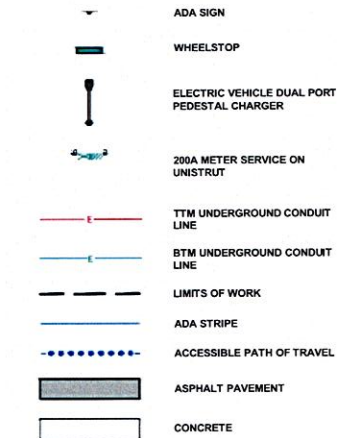 ADA SIGN
WHEELSTOP
ELECTRIC VEHICLE DUAL PORT
PEDESTAL CHARGER
200A METER SERVICE ON
UNISTRUT
E
TTM UNDERGROUND CONDUIT
LINE
E
BTM UNDERGROUND CONDUIT
LINE
LIMITS OF WORK
ADA STRIPE
ACCESSIBLE PATH OF TRAVEL
ASPHALT PAVEMENT
CONCRETE